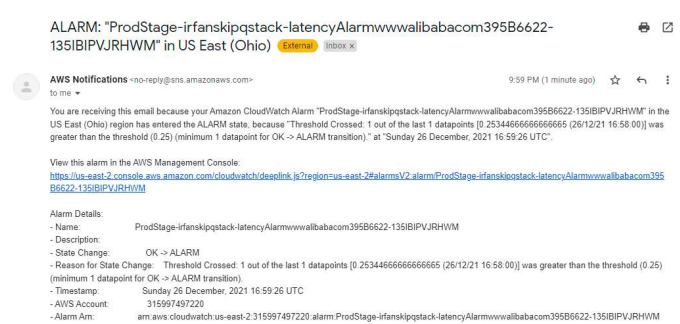 ALARM: "ProdStage-irfanskipqstack-latencyAlarmwwwalibabacom395B6622-
135IBIPVJRHWM" in US East (Ohio) External Inbox x
AWS Notifications <no-reply@sns.amazonaws.com> 9:59 PM (1 minute ago)
to me
You are receiving this email because your Amazon CloudWatch Alarm "ProdStage-irfanskipqstack-latencyAlarmwwwalibabacom395B6622-135IBIPVJRHWM" in the
US East (Ohio) region has entered the ALARM state, because "Threshold Crossed: 1 out of the last 1 datapoints [0.25344666666666665 (26/12/21 16:58:00)] was
greater than the threshold (0.25) (minimum 1 datapoint for OK -> ALARM transition)." at "Sunday 26 December, 2021 16:59:26 UTC".
View this alarm in the AWS Management Console:
https://us-east-2.console.aws.amazon.com/cloudwatch/deeplink.js?region=us-east-2#alarmsV2:alarm/ProdStage-irfanskipqstack-latencyAlarmwwwalibabacom395
B6622-135IBIPVJRHWM
Alarm Details:
- Name: ProdStage-irfanskipqstack-latencyAlarmwwwalibabacom395B6622-135IBIPVJRHWM
- Description:
- State Change: OK -> ALARM
- Reason for State Change: Threshold Crossed: 1 out of the last 1 datapoints [0.25344666666666665 (26/12/21 16:58:00)] was greater than the threshold (0.25)
(minimum 1 datapoint for OK -> ALARM transition).
- Timestamp: Sunday 26 December, 2021 16:59:26 UTC
- AWS Account: 315997497220
- Alarm Arn: arn:aws:cloudwatch:us-east-2:315997497220:alarm:ProdStage-irfanskipqstack-latencyAlarmwwwalibabacom395B6622-135IBIPVJRHWM